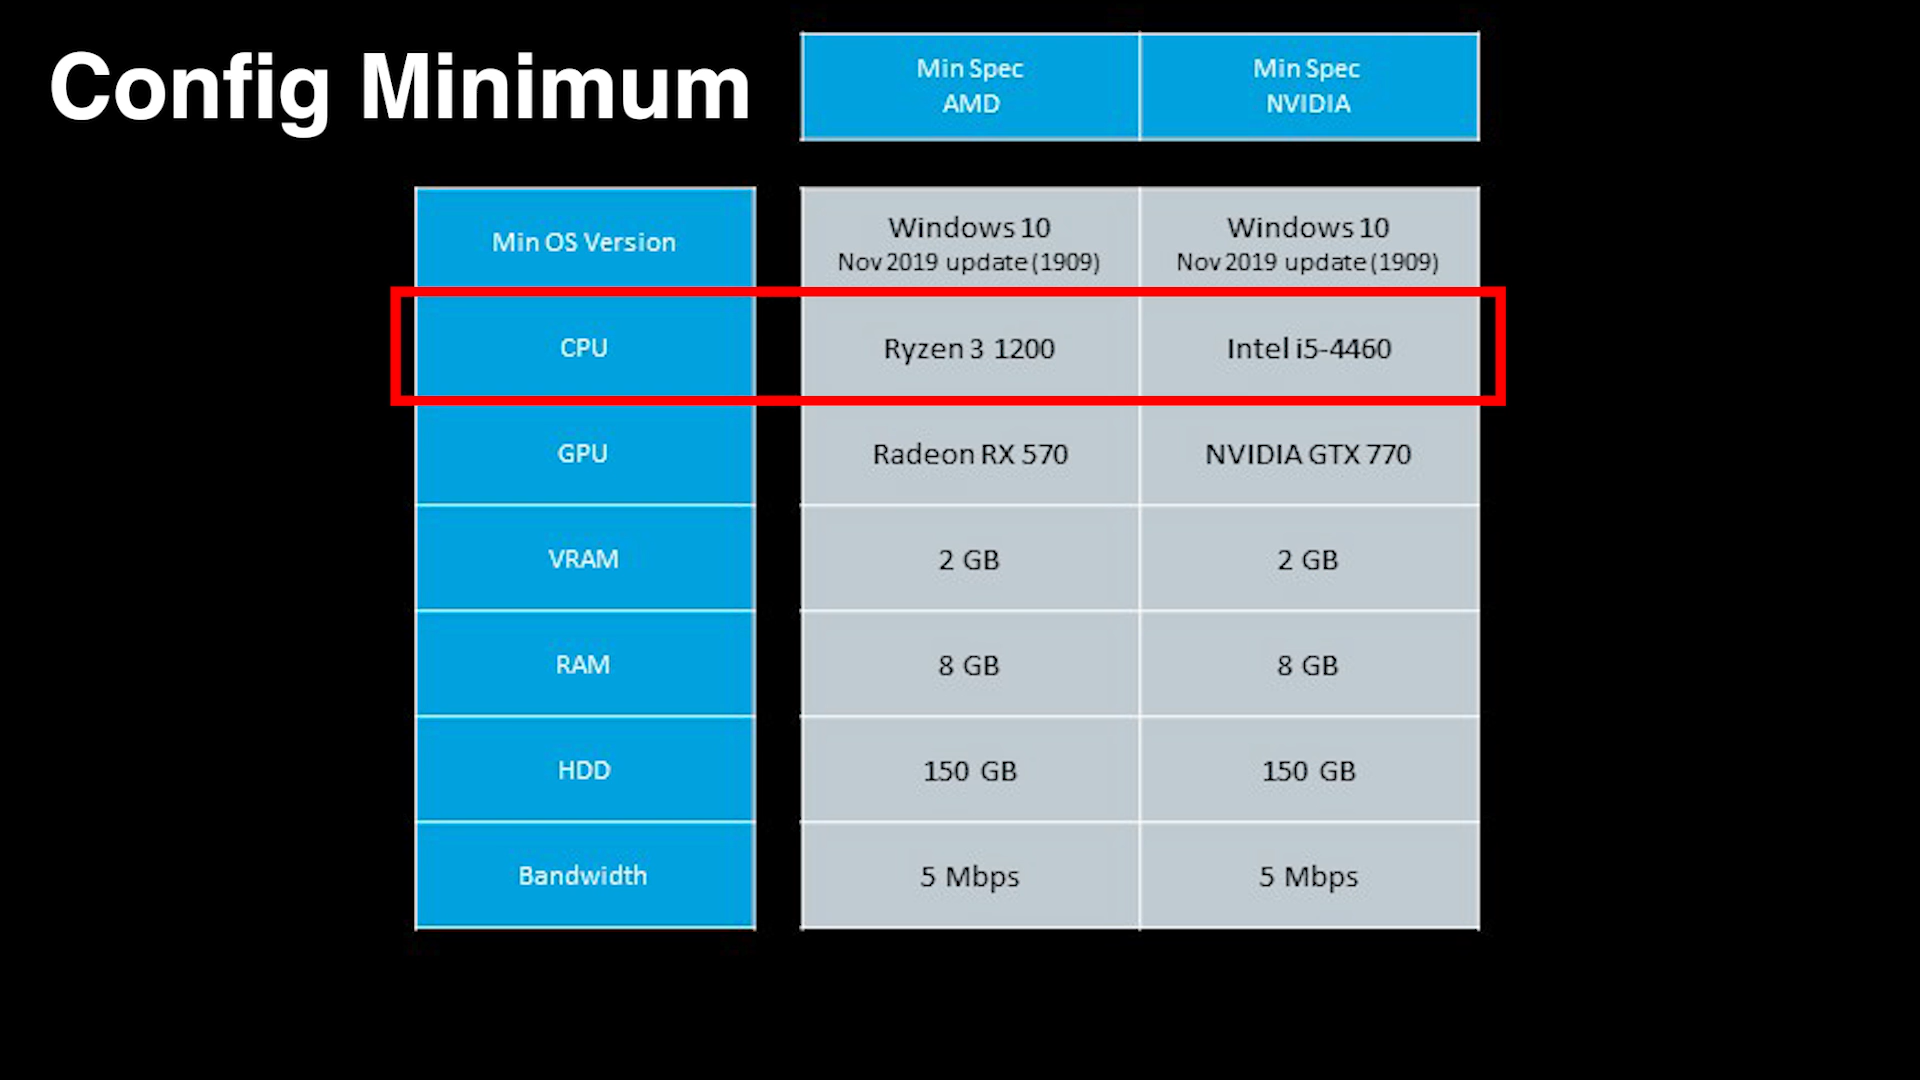 Config Minimum
Min Spec
AMD
Min Spec
NVIDIA
Min OS Version
Windows 10
Nov 2019 update (1909)
Windows 10
Nov 2019 update (1909)
CPU
Ryzen 3 1200
Intel i5-4460
GPU
Radeon RX 570
NVIDIA GTX 770
VRAM
2 GB
2 GB
RAM
8 GB
8 GB
HDD
150 GB
150 GB
Bandwidth
5 Mbps
5 Mbps